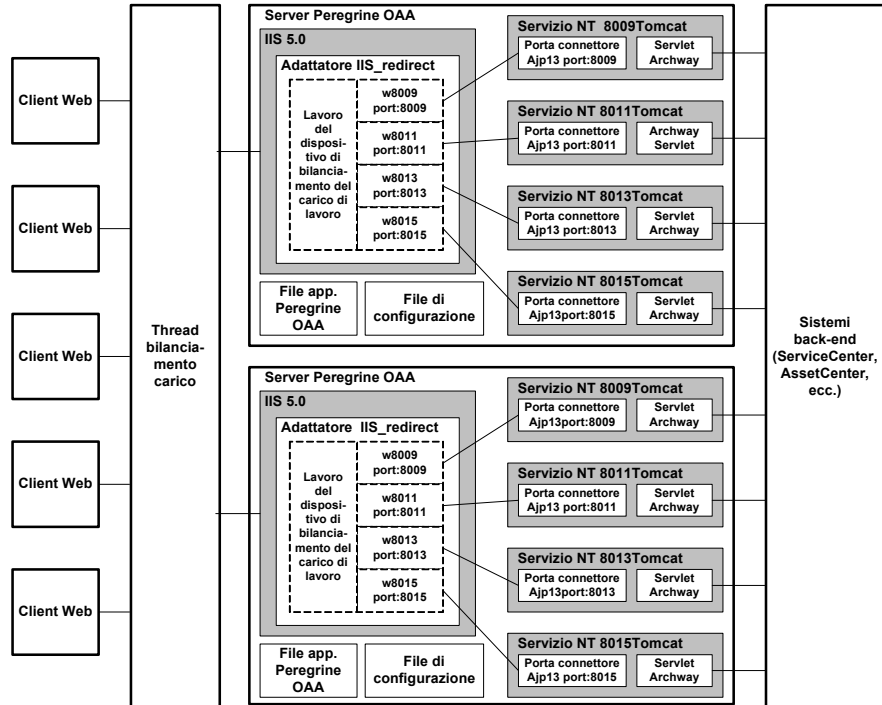 Client Web
Client Web
Client Web
Client Web
Client Web
Thread
bilancia-
mento
carico
Server Peregrine OAA
IIS 5.0
Adattatore IIS_redirect
Lavoro
del
dispositivo di
bilancia-
mento del
carico di
lavoro
w8009
port:8009
w8011
port:8011
w8013
port:8013
w8015
port:8015
File app.
Peregrine
OAA
File di
configurazione
Servizio NT 8009Tomcat
Porta connettore
Ajp13 port:8009
Servlet
Archway
Servizio NT 8011Tomcat
Porta connettore
Ajp13 port:8011
Archway
Servlet
Servizio NT 8013Tomcat
Porta connettore
Ajp13 port:8013
Servlet
Archway
Servizio NT 8015Tomcat
Porta connettore
Ajp13port:8015
Servlet
Archway
Server Peregrine OAA
IIS 5.0
Adattatore IIS_redirect
Lavoro
del
disposi-
tivo di
bilancia-
mento del
carico di
lavoro
w8009
port:8009
w8011
port:8011
w8013
port:8013
w8015
port:8015
File app.
Peregrine
OAA
File di
configurazione
Servizio NT 8009Tomcat
Porta connettore
Ajp13port:8009
Servlet
Archway
Servizio NT 8011Tomcat
Porta connettore
Ajp13 port:8011
Servlet
Archway
Servizio NT 8013Tomcat
Porta connettore
Ajp13port:8013
Servlet
Archway
Servizio NT 8015Tomcat
Porta connettore
Ajp13 port:8015
Servlet
Archway
Sistemi
back-end
(ServiceCenter,
AssetCenter,
ecc.)